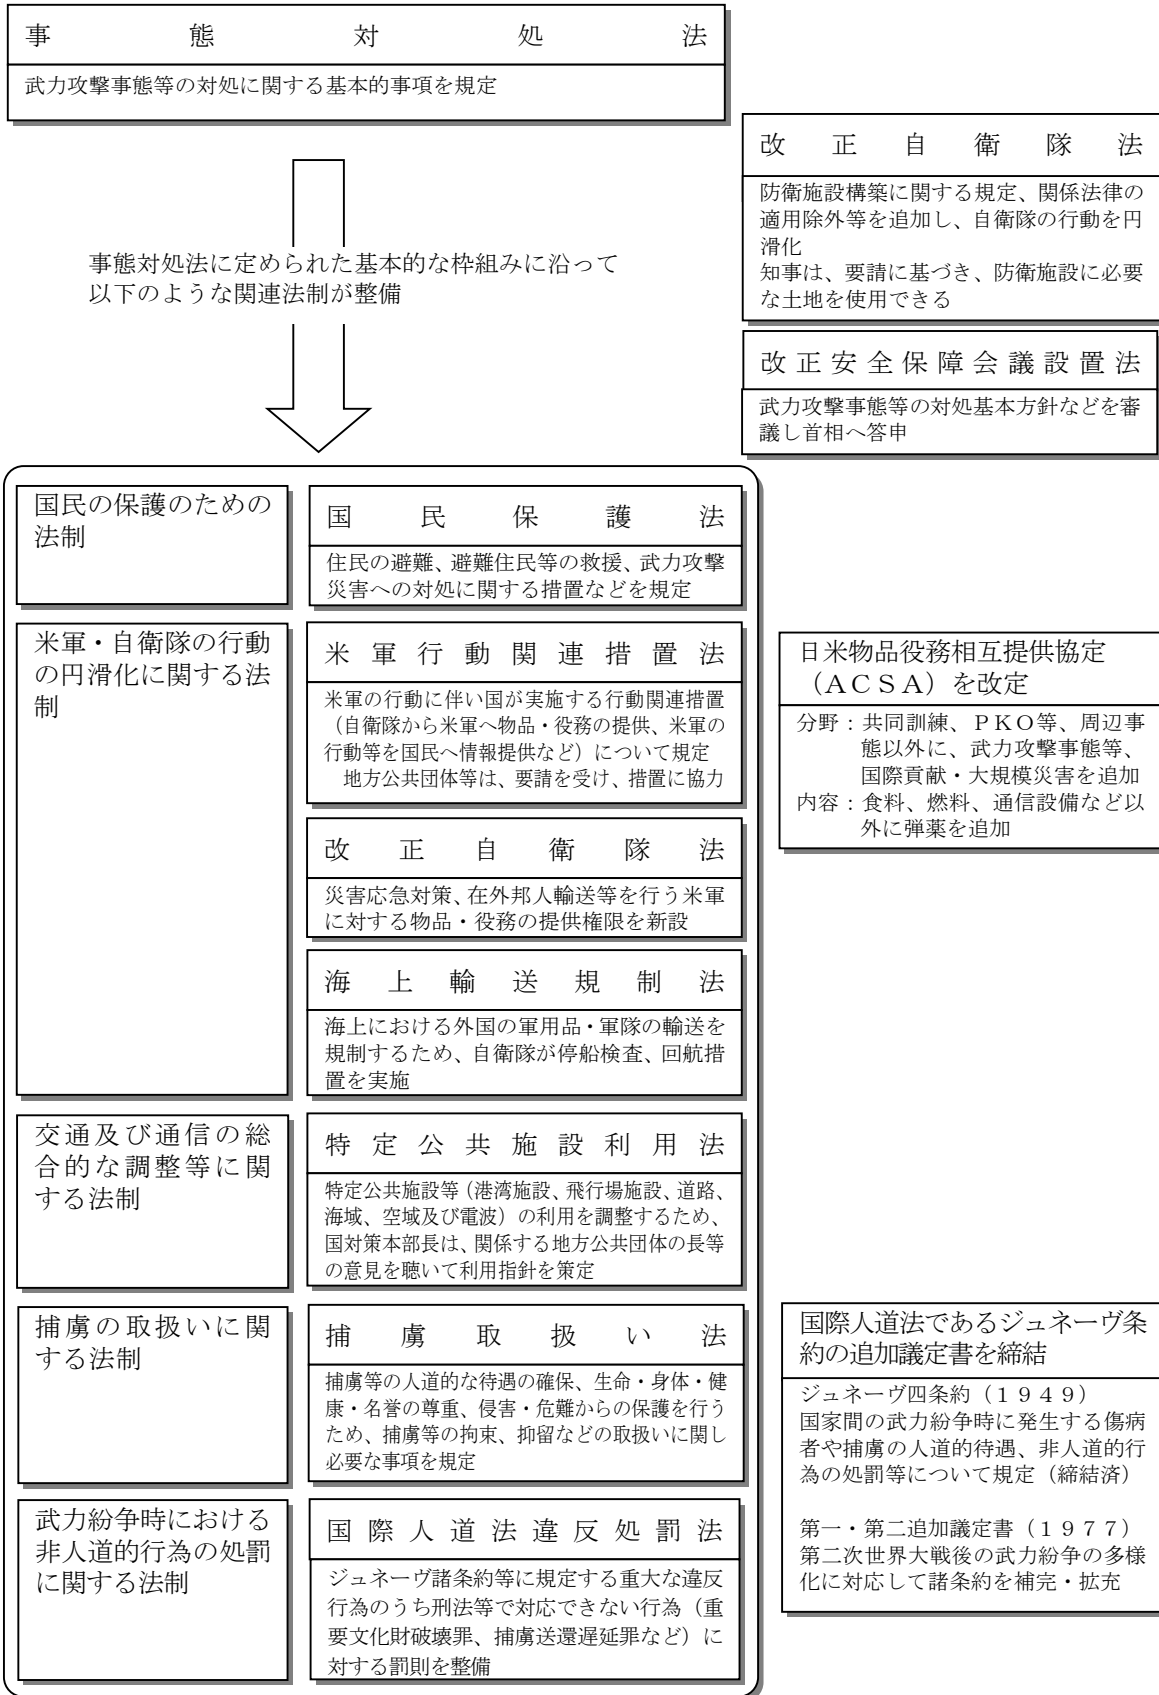 事態対処法
武力攻撃事態等の対処に関する基本的事項を規定
改正自衛隊法
防衛施設構築に関する規定、関係法律の
適用除外等を追加し、自衛隊の行動を円
滑化
知事は、要請に基づき、防衛施設に必要
な土地を使用できる
事態対処法に定められた基本的な枠組みに沿って
以下のような関連法制が整備
改正安全保障会議設置法
武力攻撃事態等の対処基本方針などを審
議し首相へ答申
国民の保護のための
法制
国民保護法
住民の避難、避難住民等の救援、武力攻撃
災害への対処に関する措置などを規定
米軍・自衛隊の行動
の円滑化に関する法
制
米軍行動関連措置法
米軍の行動に伴い国が実施する行動関連措置
（自衛隊から米軍へ物品・役務の提供、米軍の
行動等を国民へ情報提供など）について規定
地方公共団体等は、要請を受け、措置に協力
日米物品役務相互提供協定
（ＡＣＳＡ）を改定
分野：共同訓練、ＰＫＯ等、周辺事
態以外に、武力攻撃事態等、
国際貢献・大規模災害を追加
内容：食料、燃料、通信設備など以
外に弾薬を追加
改正自衛隊法
災害応急対策、在外邦人輸送等を行う米軍
に対する物品・役務の提供権限を新設
海上輸送規制法
海上における外国の軍用品・軍隊の輸送を
規制するため、自衛隊が停船検査、回航措
置を実施
交通及び通信の総
合的な調整等に関
する法制
特定公共施設利用法
特定公共施設等（港湾施設、飛行場施設、道路、
海域、空域及び電波）の利用を調整するため、
国対策本部長は、関係する地方公共団体の長等
の意見を聴いて利用指針を策定
捕虜の取扱いに関
する法制
捕虜取扱い法
捕虜等の人道的な待遇の確保、生命・身体・健
康・名誉の尊重、侵害・危難からの保護を行う
ため、捕虜等の拘束、抑留などの取扱いに関し
必要な事項を規定
国際人道法であるジュネーヴ条
約の追加議定書を締結
ジュネーヴ四条約（１９４９）
国家間の武力紛争時に発生する傷病
者や捕虜の人道的待遇、非人道的行
為の処罰等について規定（締結済）
第一・第二追加議定書（１９７７）
第二次世界大戦後の武力紛争の多様
化に対応して諸条約を補完・拡充
武力紛争時における
非人道的行為の処罰
に関する法制
国際人道法違反処罰法
ジュネーヴ諸条約等に規定する重大な違反
行為のうち刑法等で対応できない行為（重
要文化財破壊罪、捕虜送還遅延罪など）に
対する罰則を整備